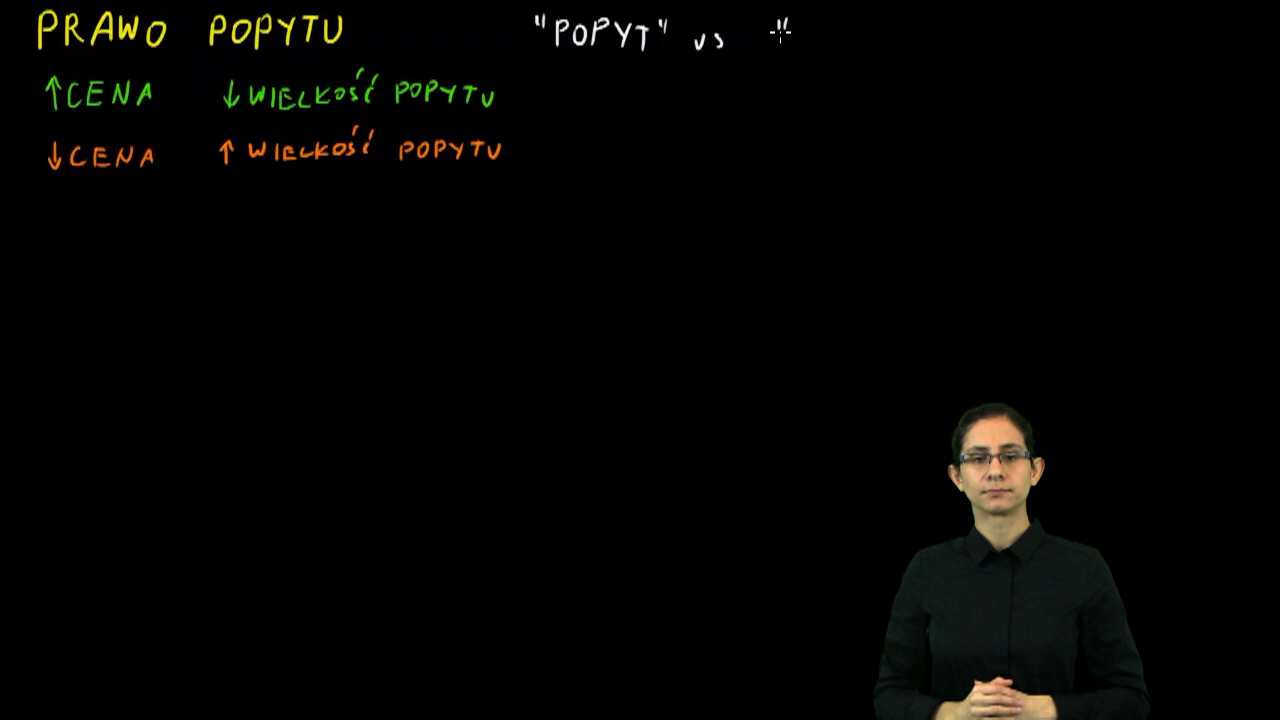 PRAWO POPYTU "POPYT" vs "
↑CENA ↓WIELKOŚĆ POPYTU
↓CENA ↑WIELKOŚĆ POPYTU